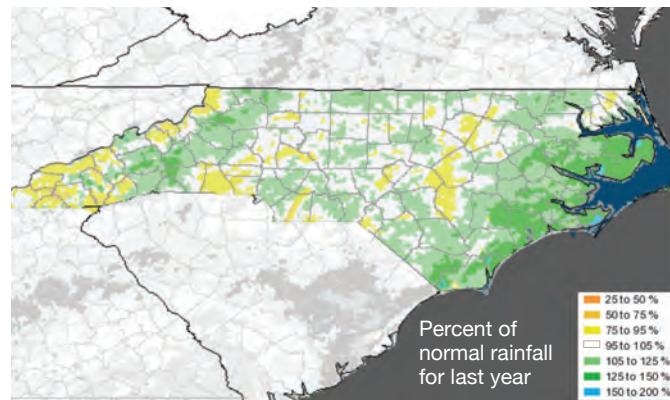 Percent of
normal rainfall
for last year
25 to 50 %
50 to 75 %
75 to 95 %
95 to 105 %
105 to 125 %
125 to 150 %
150 to 200 %